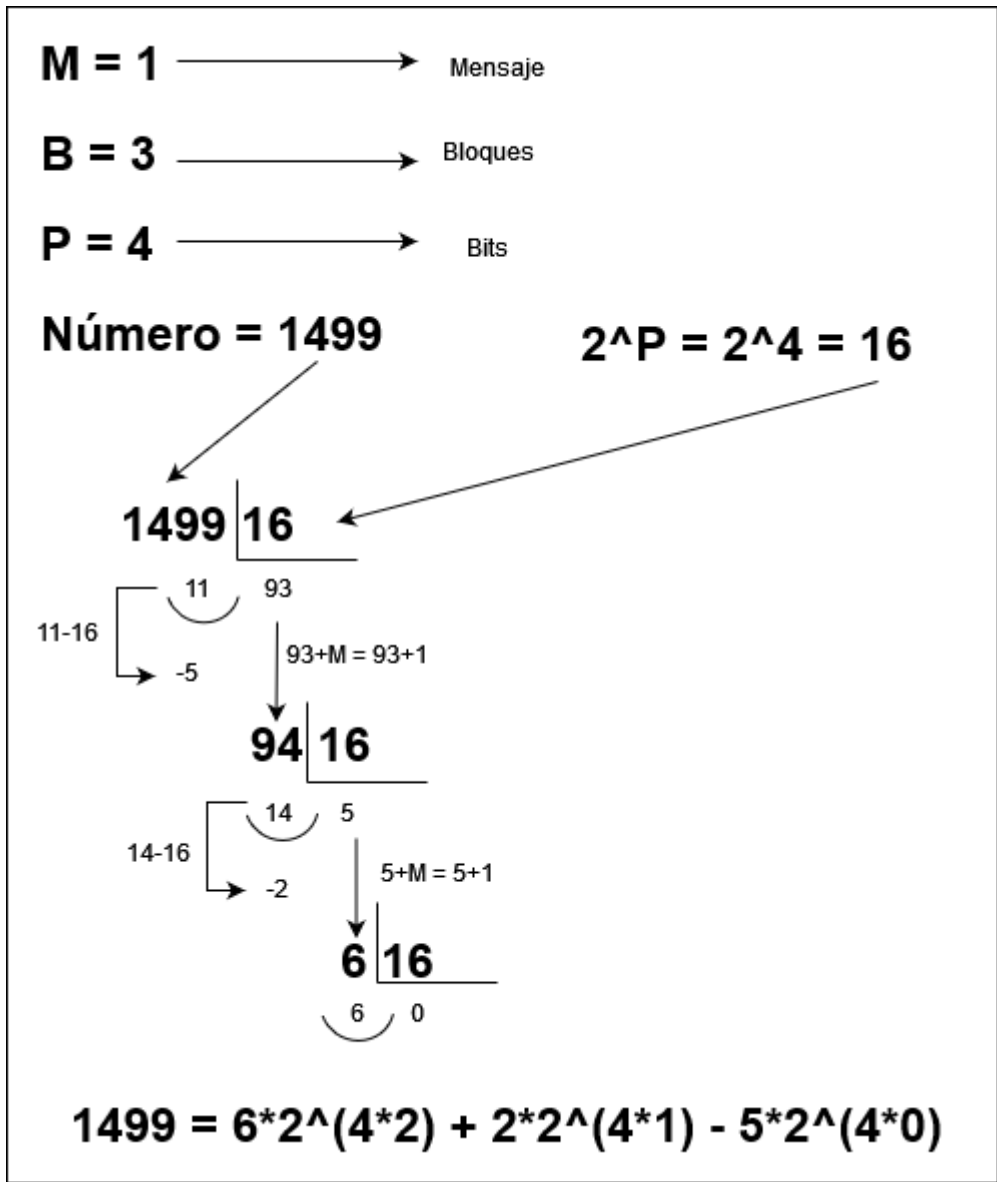 M = 1
Mensaje
B = 3
Bloques
P = 4
Bits
Número = 1499
2^P = 2^4 = 16
1499 16
11 93
11-16
-5
93+M = 93+1
94 16
14 5
14-16
-2
5+M = 5+1
6 16
6 0
1499 = 6*2^(4*2) + 2*2^(4*1) - 5*2^(4*0)